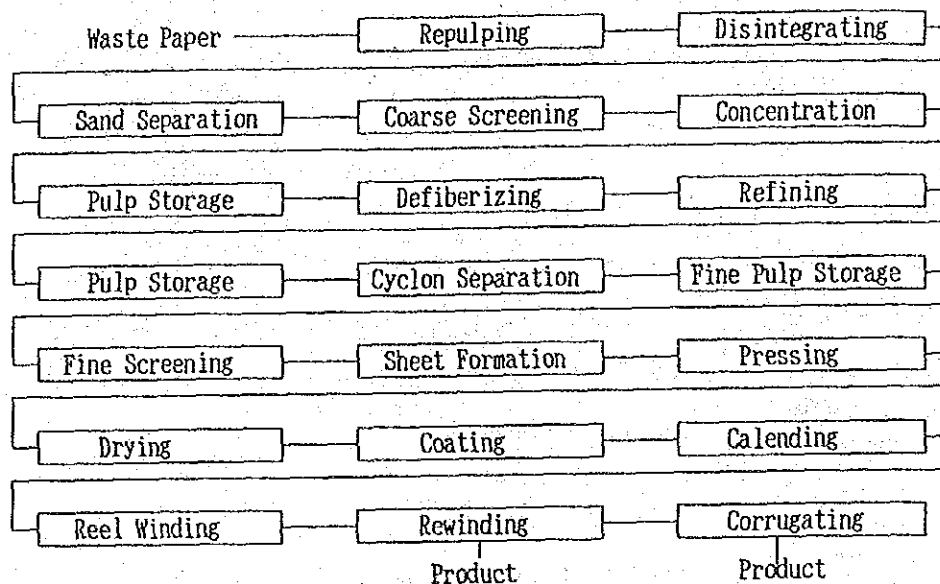 Waste Paper Repulping Disintegrating
Sand Separation Coarse Screening Concentration
Pulp Storage Defiberizing Refining
Pulp Storage Cyclon Separation Fine Pulp Storage
Fine Screening Sheet Formation Pressing
Drying Coating Calending
Reel Winding Rewinding Corrugating
Product Product